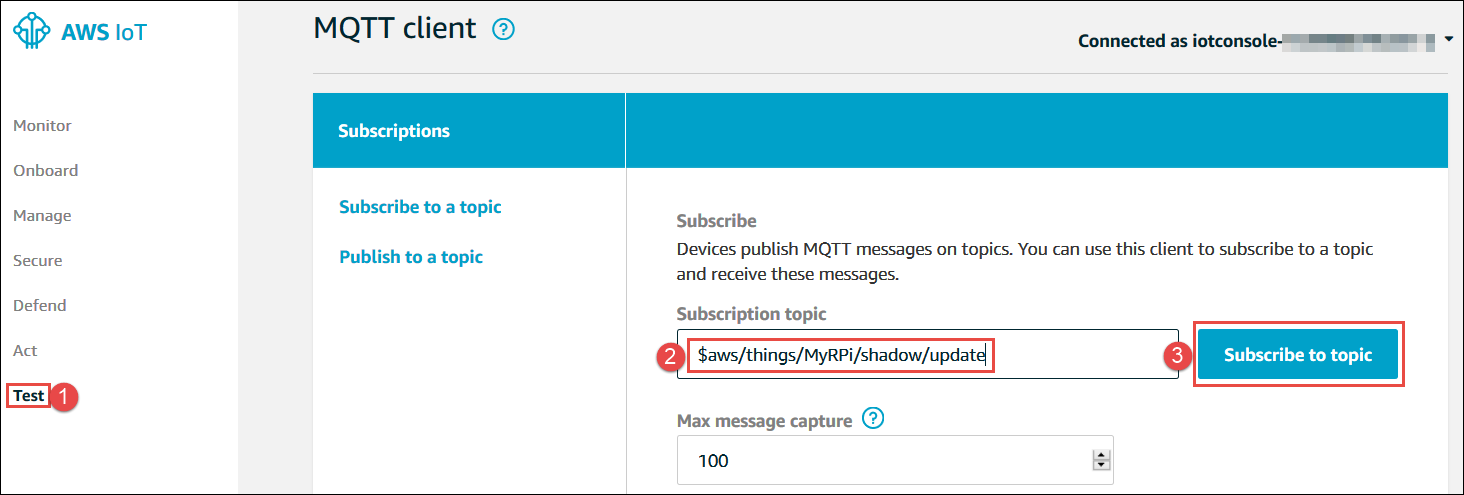 AWS IoT
MQTT client ?
Connected as iotconsole-
Monitor
Onboard
Manage
Secure
Defend
Act
Test 1
Subscriptions
Subscribe to a topic
Publish to a topic
Subscribe
Devices publish MQTT messages on topics. You can use this client to subscribe to a topic
and receive these messages.
Subscription topic
2 $aws/things/MyRPi/shadow/update
3 Subscribe to topic
Max message capture ?
100